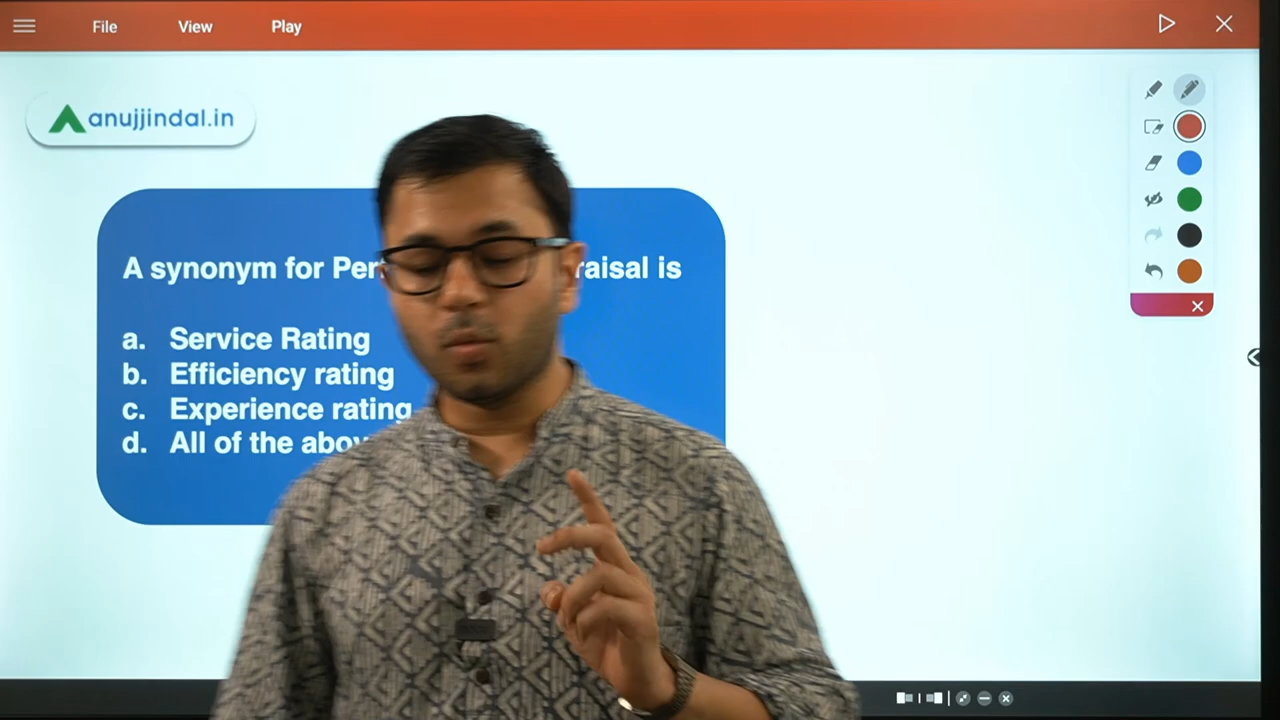 File View Play
anujjindal.in
A synonym for Per raisal is
a. Service Rating
b. Efficiency rating
c. Experience rating
d. All of the abov